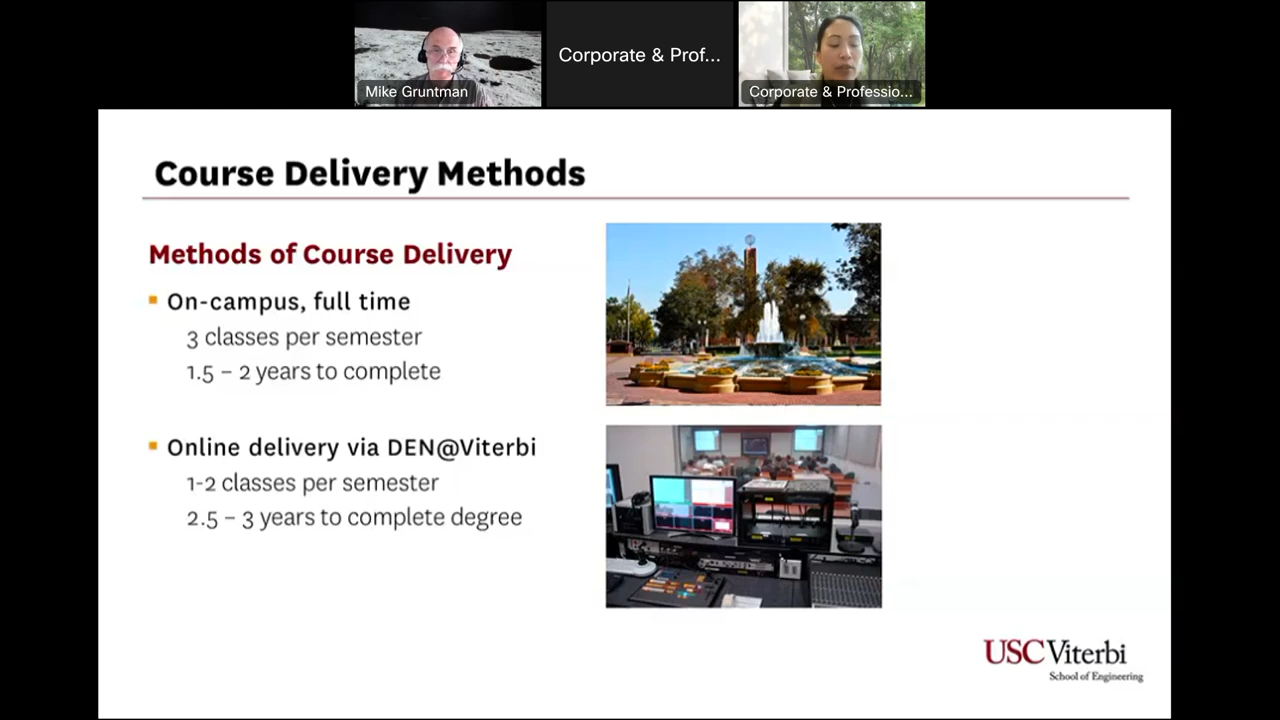 Mike Gruntman
Corporate & Prof...
Corporate & Professio...
Course Delivery Methods
Methods of Course Delivery
On-campus, full time
3 classes per semester
1.5 – 2 years to complete
Online delivery via DEN@Viterbi
1-2 classes per semester
2.5 – 3 years to complete degree
USC Viterbi
School of Engineering